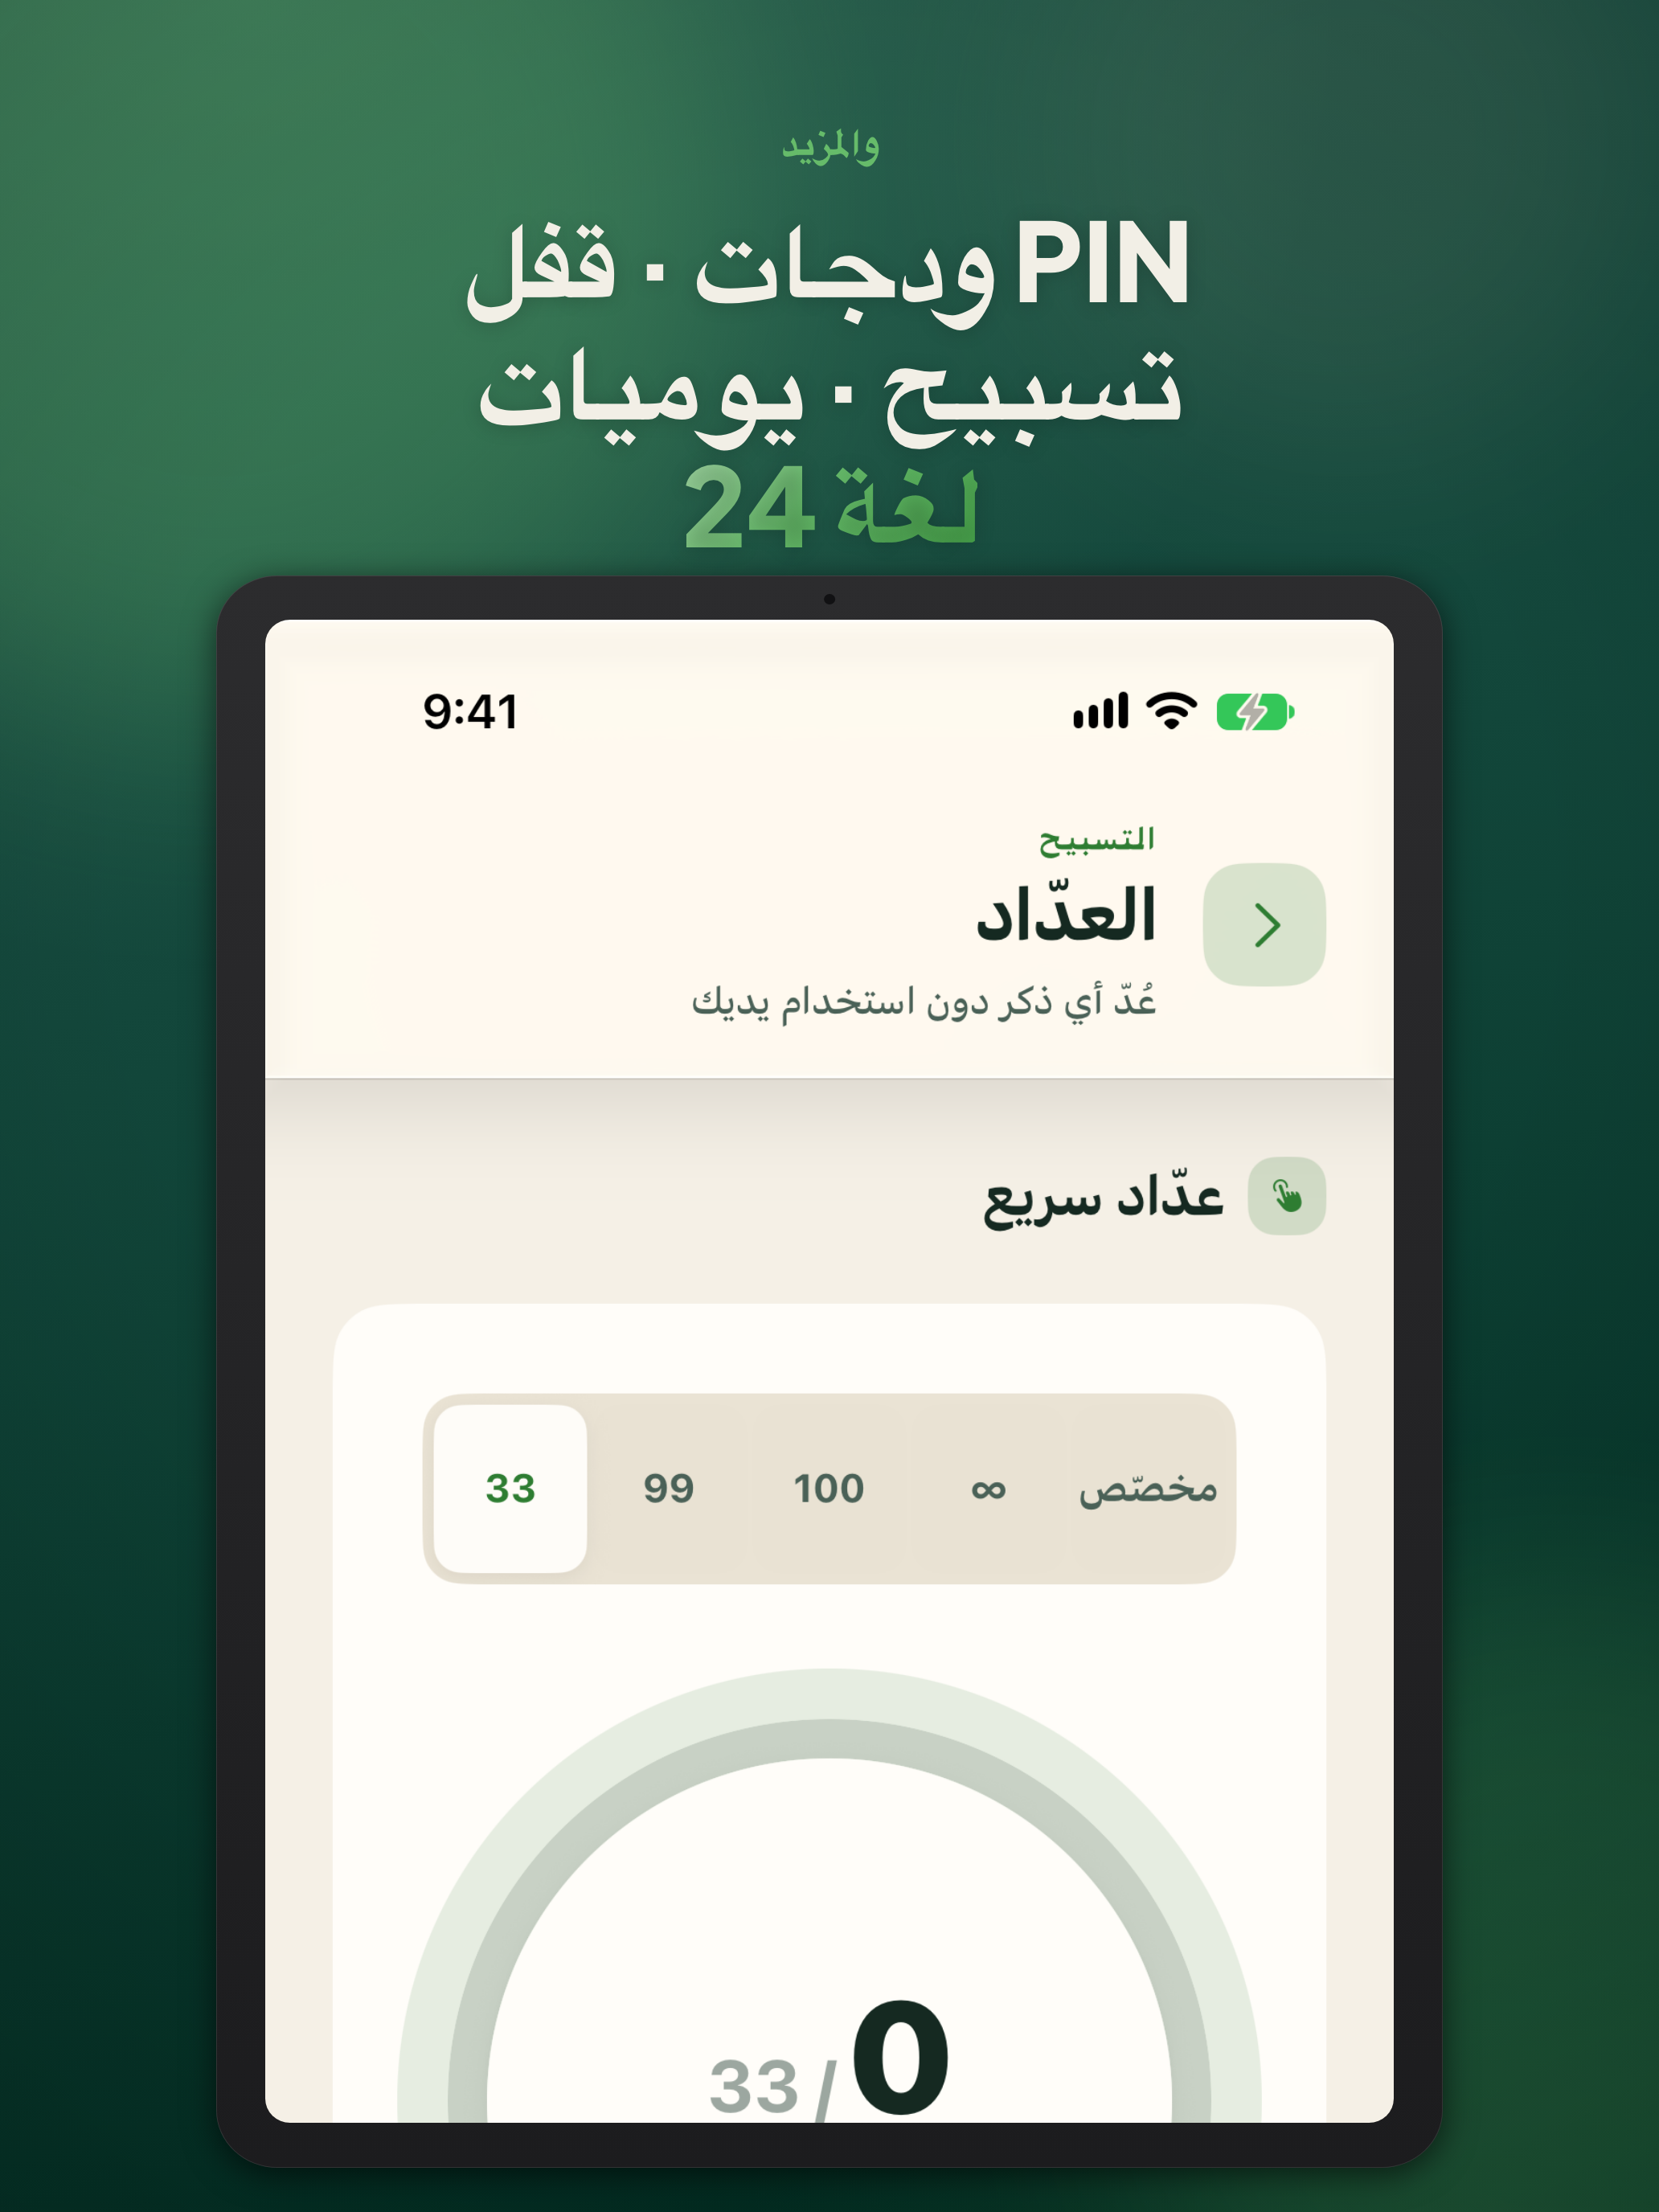 والمزيد
PIN ودجات · قفل
تسبيح · يوميات
24 لغة
9:41
التسبيح
العدّاد
عُدّ أي ذكر دون استخدام يديك
عدّاد سريع
33 99 100 ∞ مخصّص
0 / 33